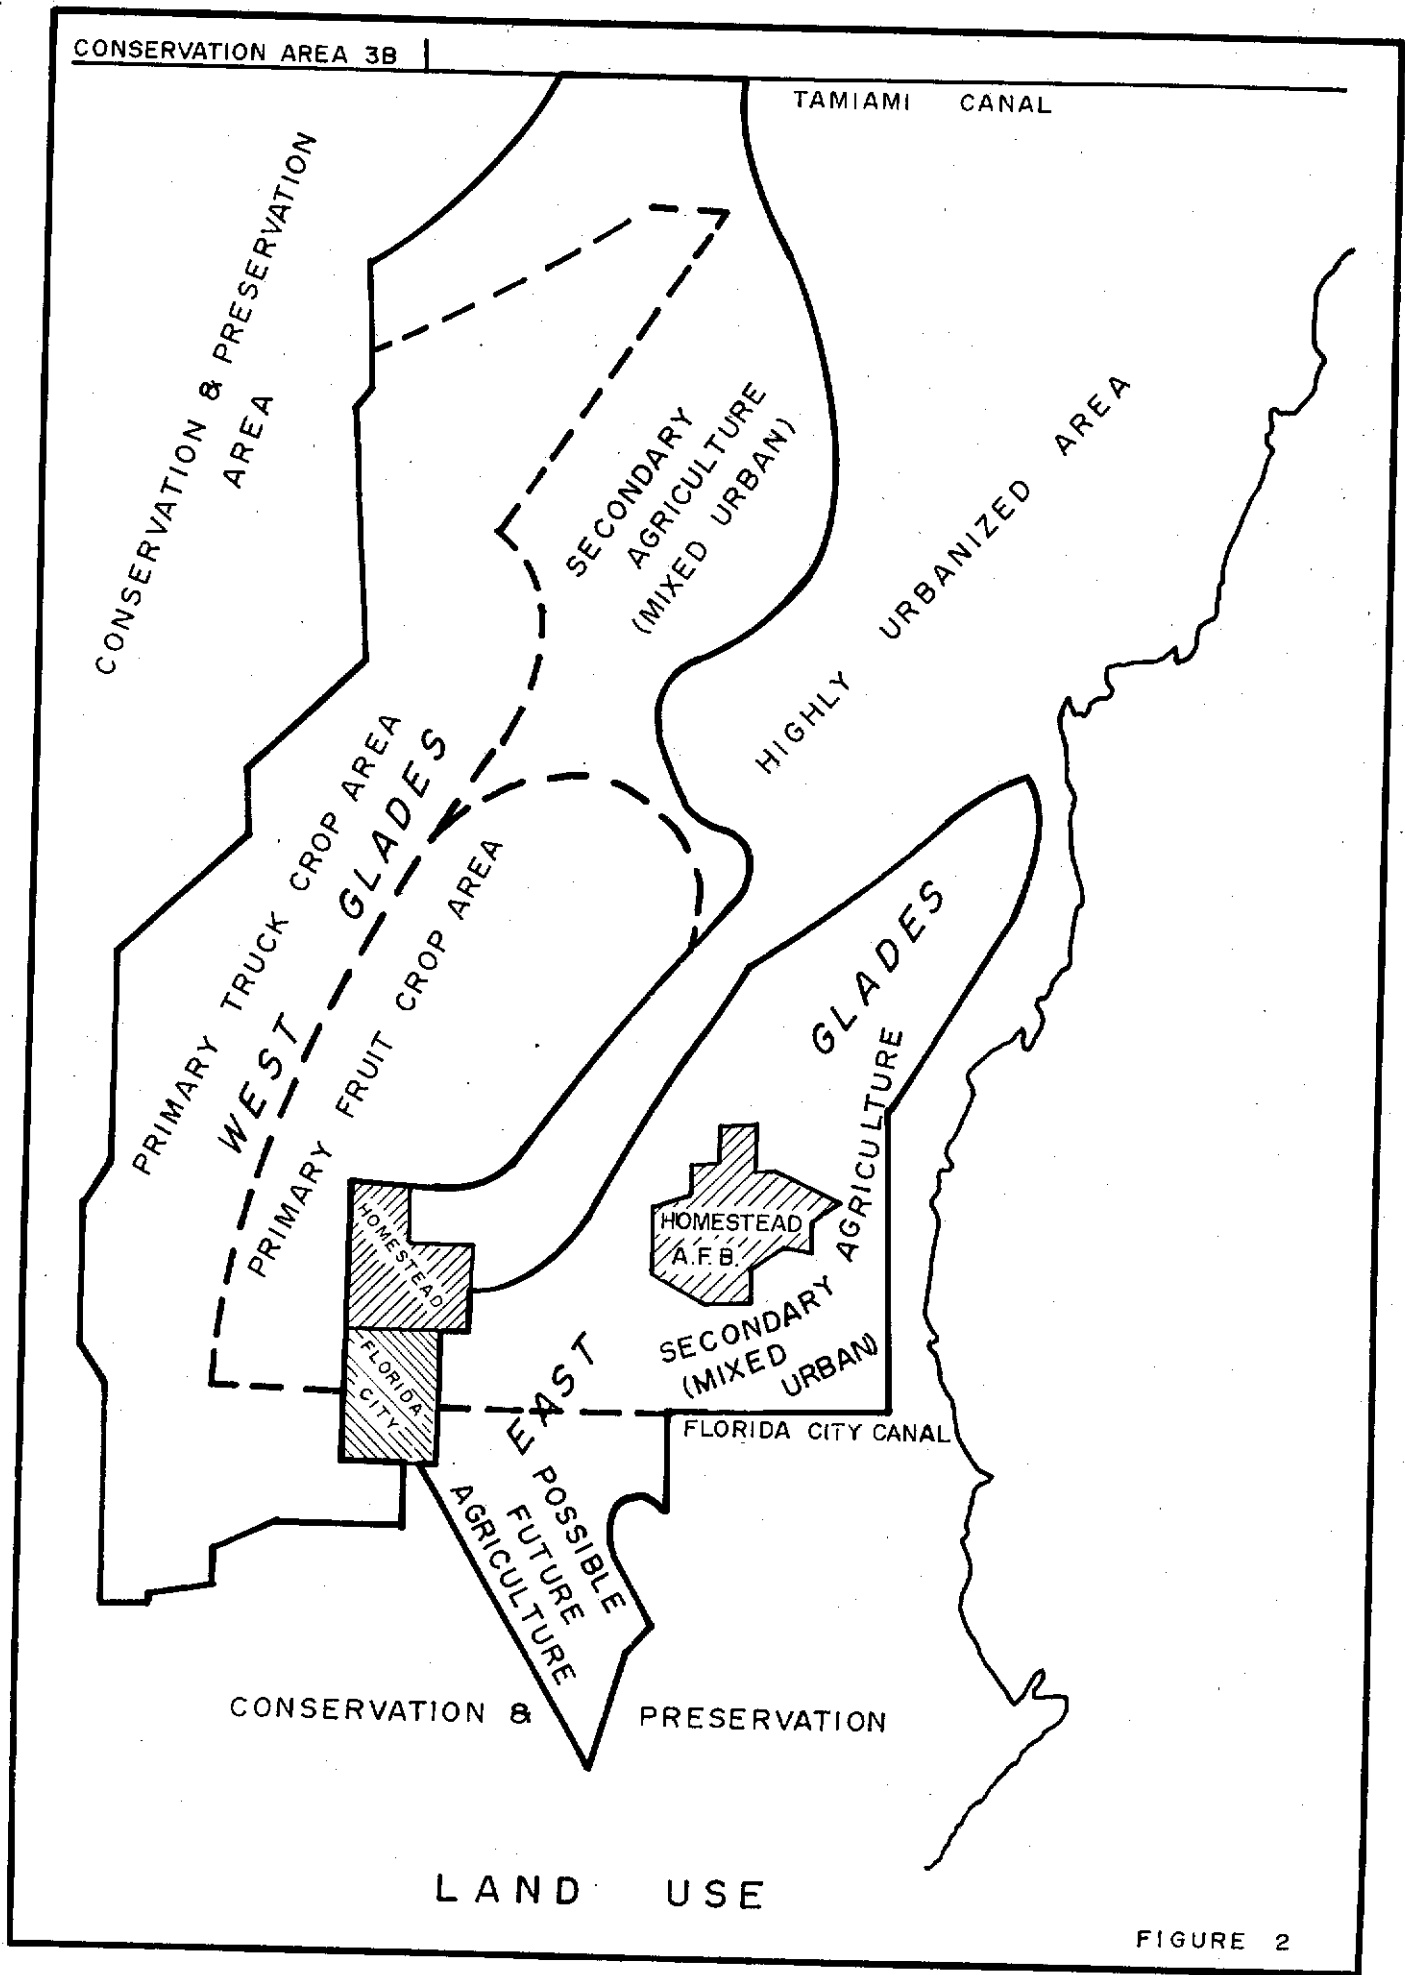 CONSERVATION AREA 3B
TAMIAMI CANAL
CONSERVATION & PRESERVATION
AREA
SECONDARY
AGRICULTURE
(MIXED URBAN)
HIGHLY URBANIZED AREA
PRIMARY TRUCK CROP AREA
WEST GLADES
PRIMARY FRUIT CROP AREA
EAST GLADES
HOMESTEAD
HOMESTEAD
A.F.B.
SECONDARY AGRICULTURE
(MIXED
URBAN)
FLORIDA
CITY
FLORIDA CITY CANAL
POSSIBLE
FUTURE
AGRICULTURE
CONSERVATION & PRESERVATION
LAND USE
FIGURE 2